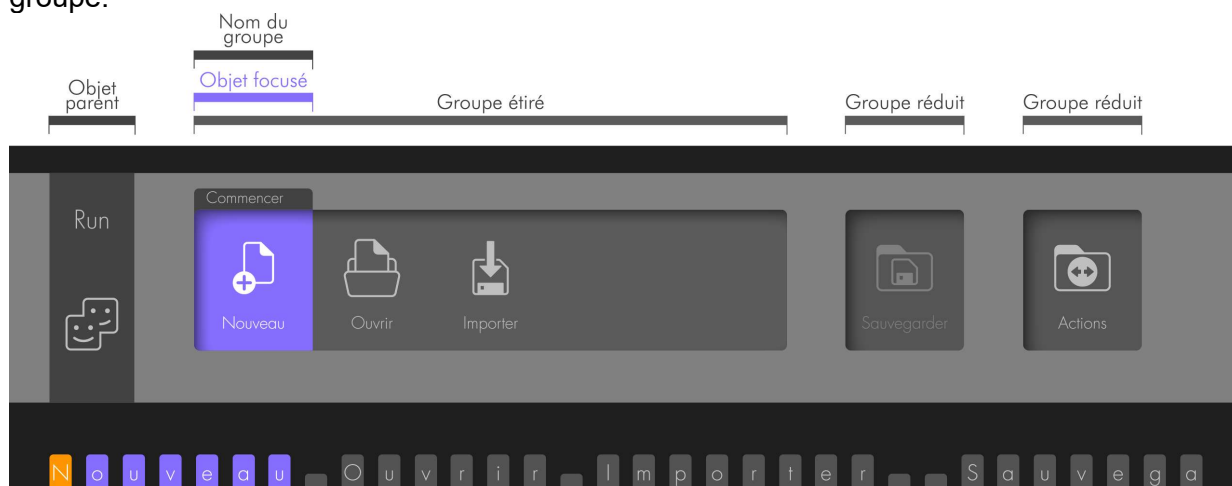 groupe.
Nom du
groupe
Objet focusé
Objet
parent
Groupe étiré
Groupe réduit
Groupe réduit
Commencer
Run
Nouveau
Ouvrir
Importer
Sauvegarder
Actions
Nouveau_Ouvrir_Importer__Sauvega